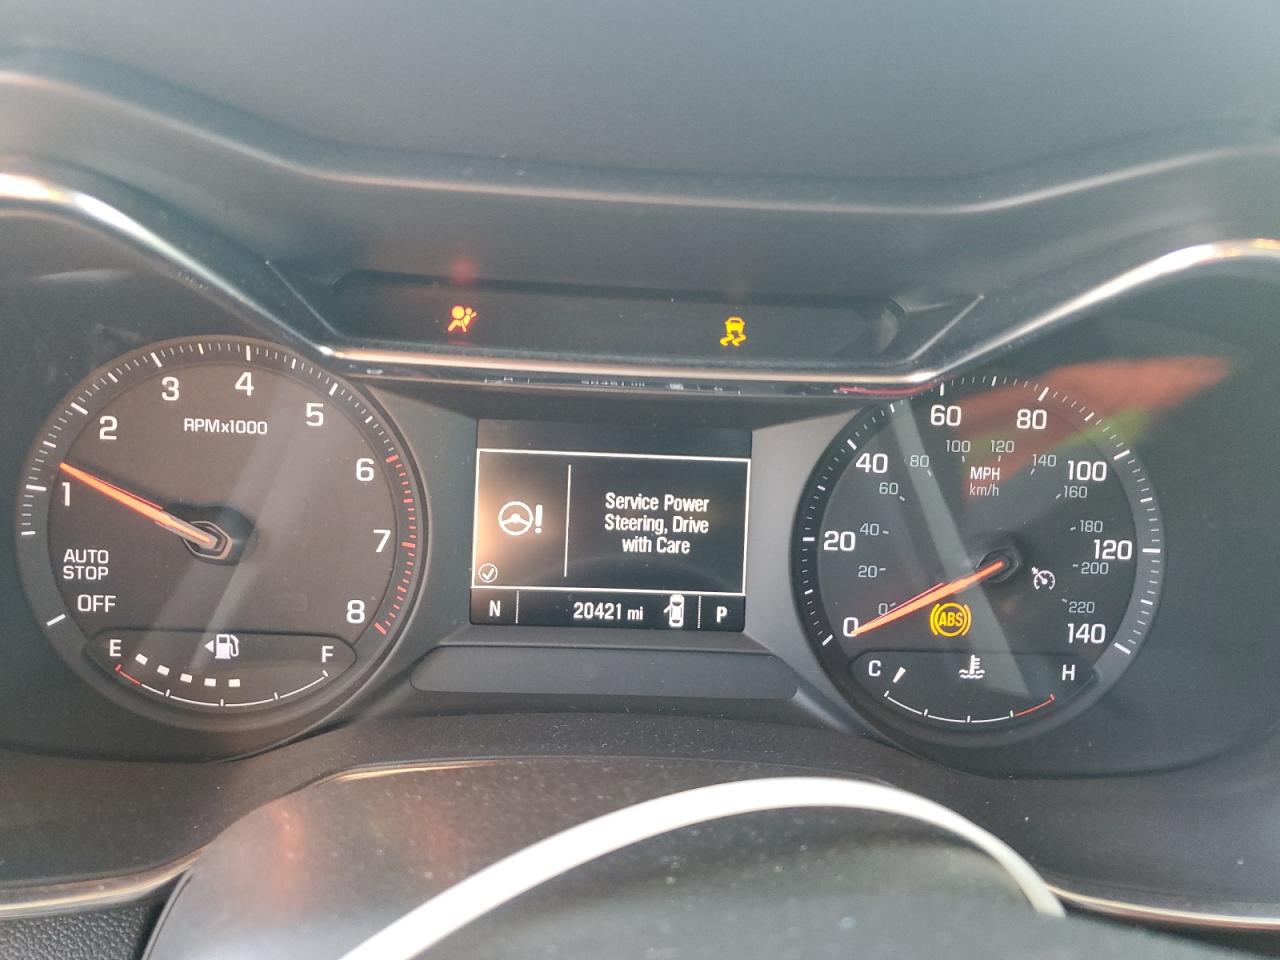 1 2 3 4 5 6 7 8
RPMx1000
AUTO
STOP
OFF
E F
Service Power
Steering, Drive
with Care
N 20421 mi P
0 20 40 60 80 100 120 140
0 20 40 60 80 100 120 140 160 180 200 220
MPH
km/h
ABS
C H